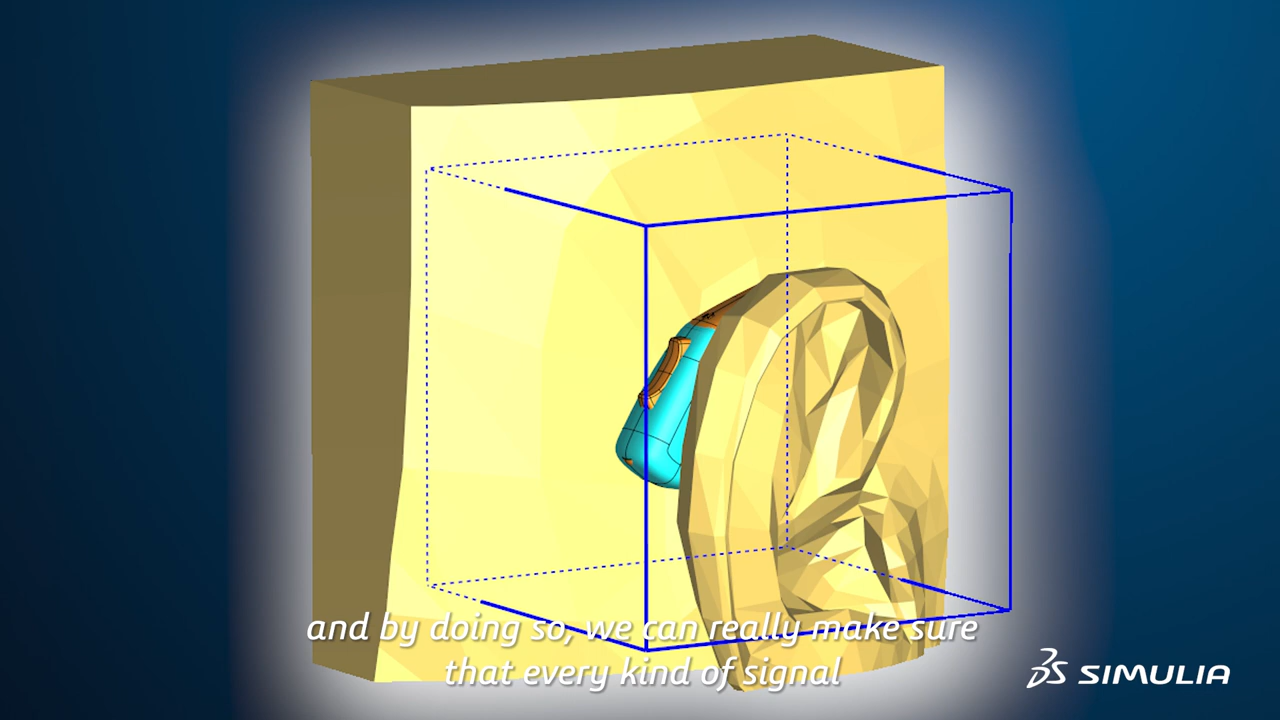 and by doing so, we can really make sure
that every kind of signal
SIMULIA